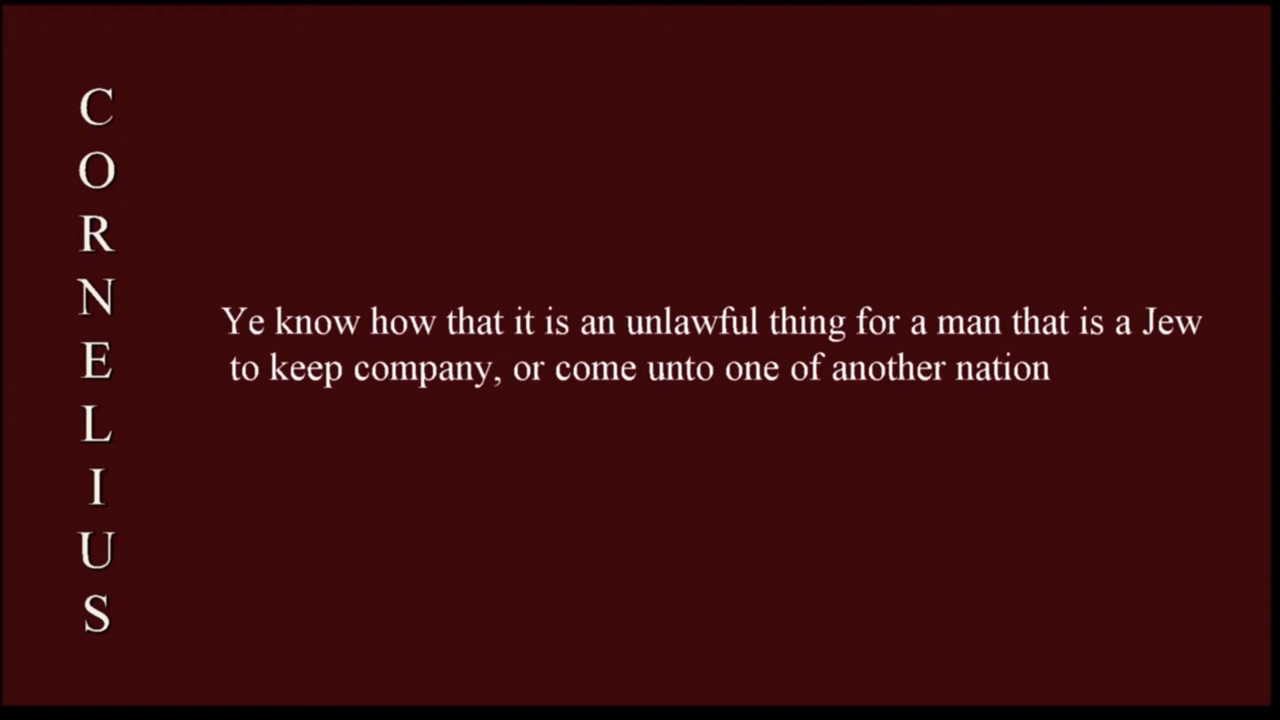 C
O
R
N
E
L
I
U
S
Ye know how that it is an unlawful thing for a man that is a Jew
to keep company, or come unto one of another nation